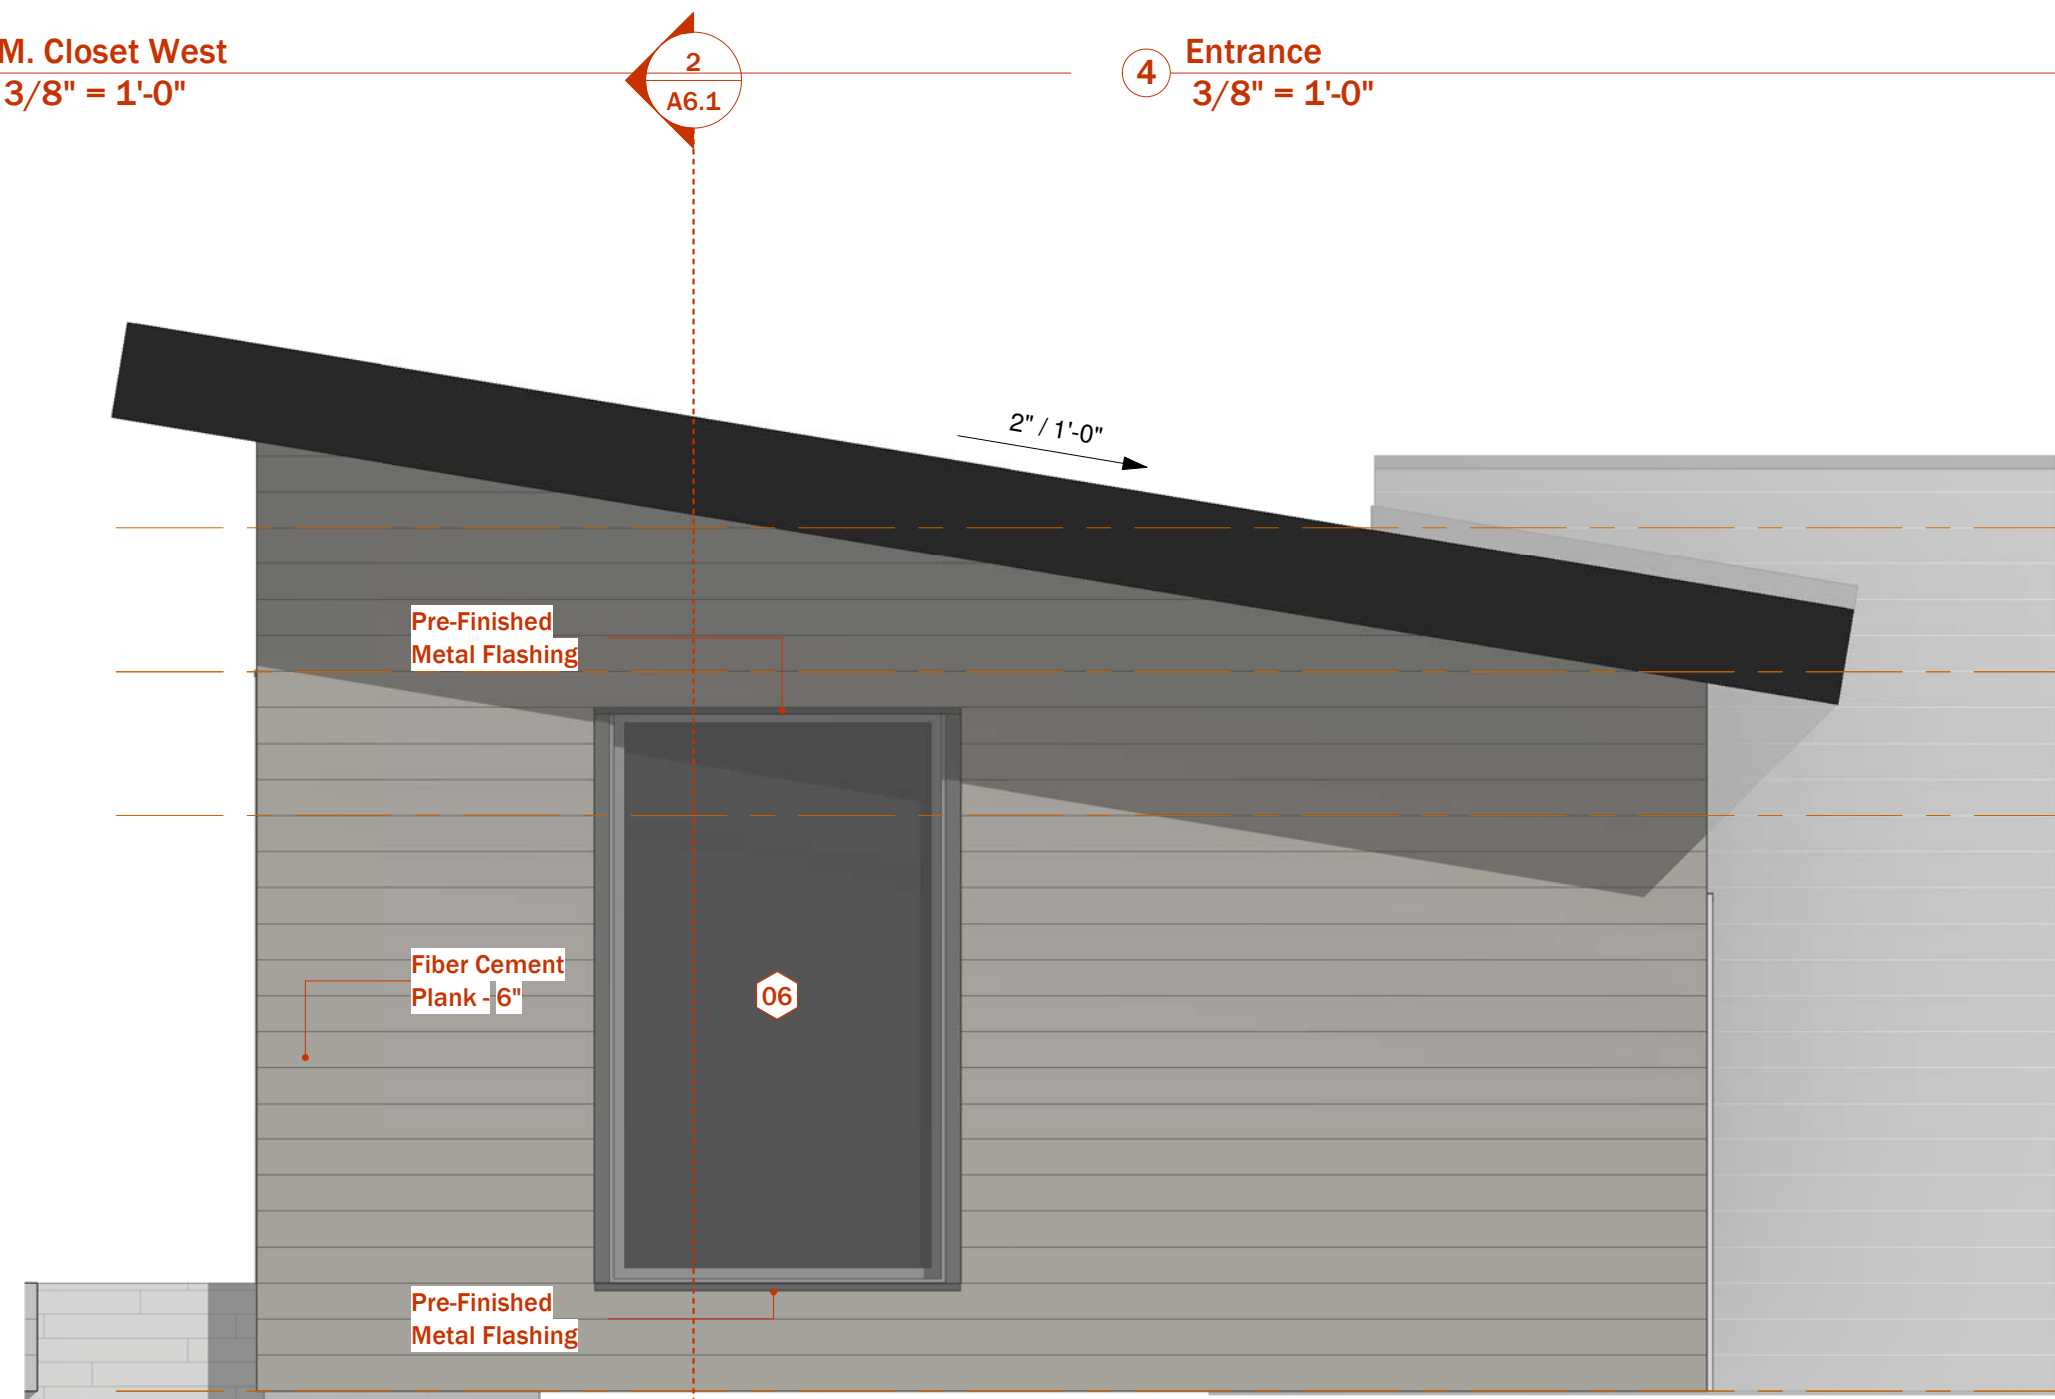 M. Closet West
3/8" = 1'-0"
2
A6.1
4
Entrance
3/8" = 1'-0"
2" / 1'-0"
Pre-Finished
Metal Flashing
Fiber Cement
Plank - 6"
06
Pre-Finished
Metal Flashing